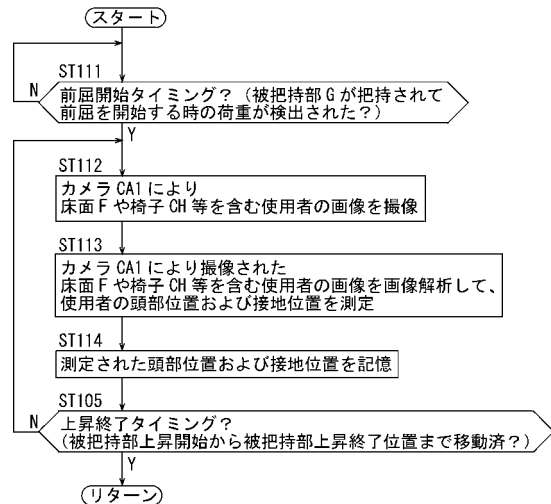 スタート
ST111
N
前屈開始タイミング？（被把持部Gが把持されて
前屈を開始する時の荷重が検出された？）
Y
ST112
カメラCA1により
床面Fや椅子CH等を含む使用者の画像を撮像
ST113
カメラCA1により撮像された
床面Fや椅子CH等を含む使用者の画像を画像解析して、
使用者の頭部位置および接地位置を測定
ST114
測定された頭部位置および接地位置を記憶
ST105
N
上昇終了タイミング？
（被把持部上昇開始から被把持部上昇終了位置まで移動済？）
Y
リターン